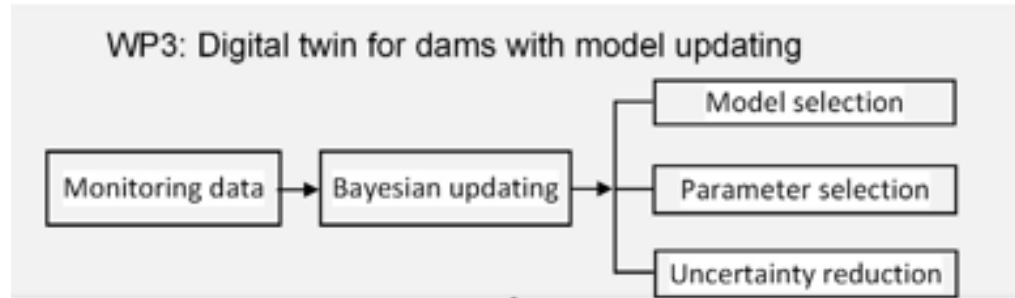 WP3: Digital twin for dams with model updating
Model selection
Monitoring data
Bayesian updating
Parameter selection
Uncertainty reduction